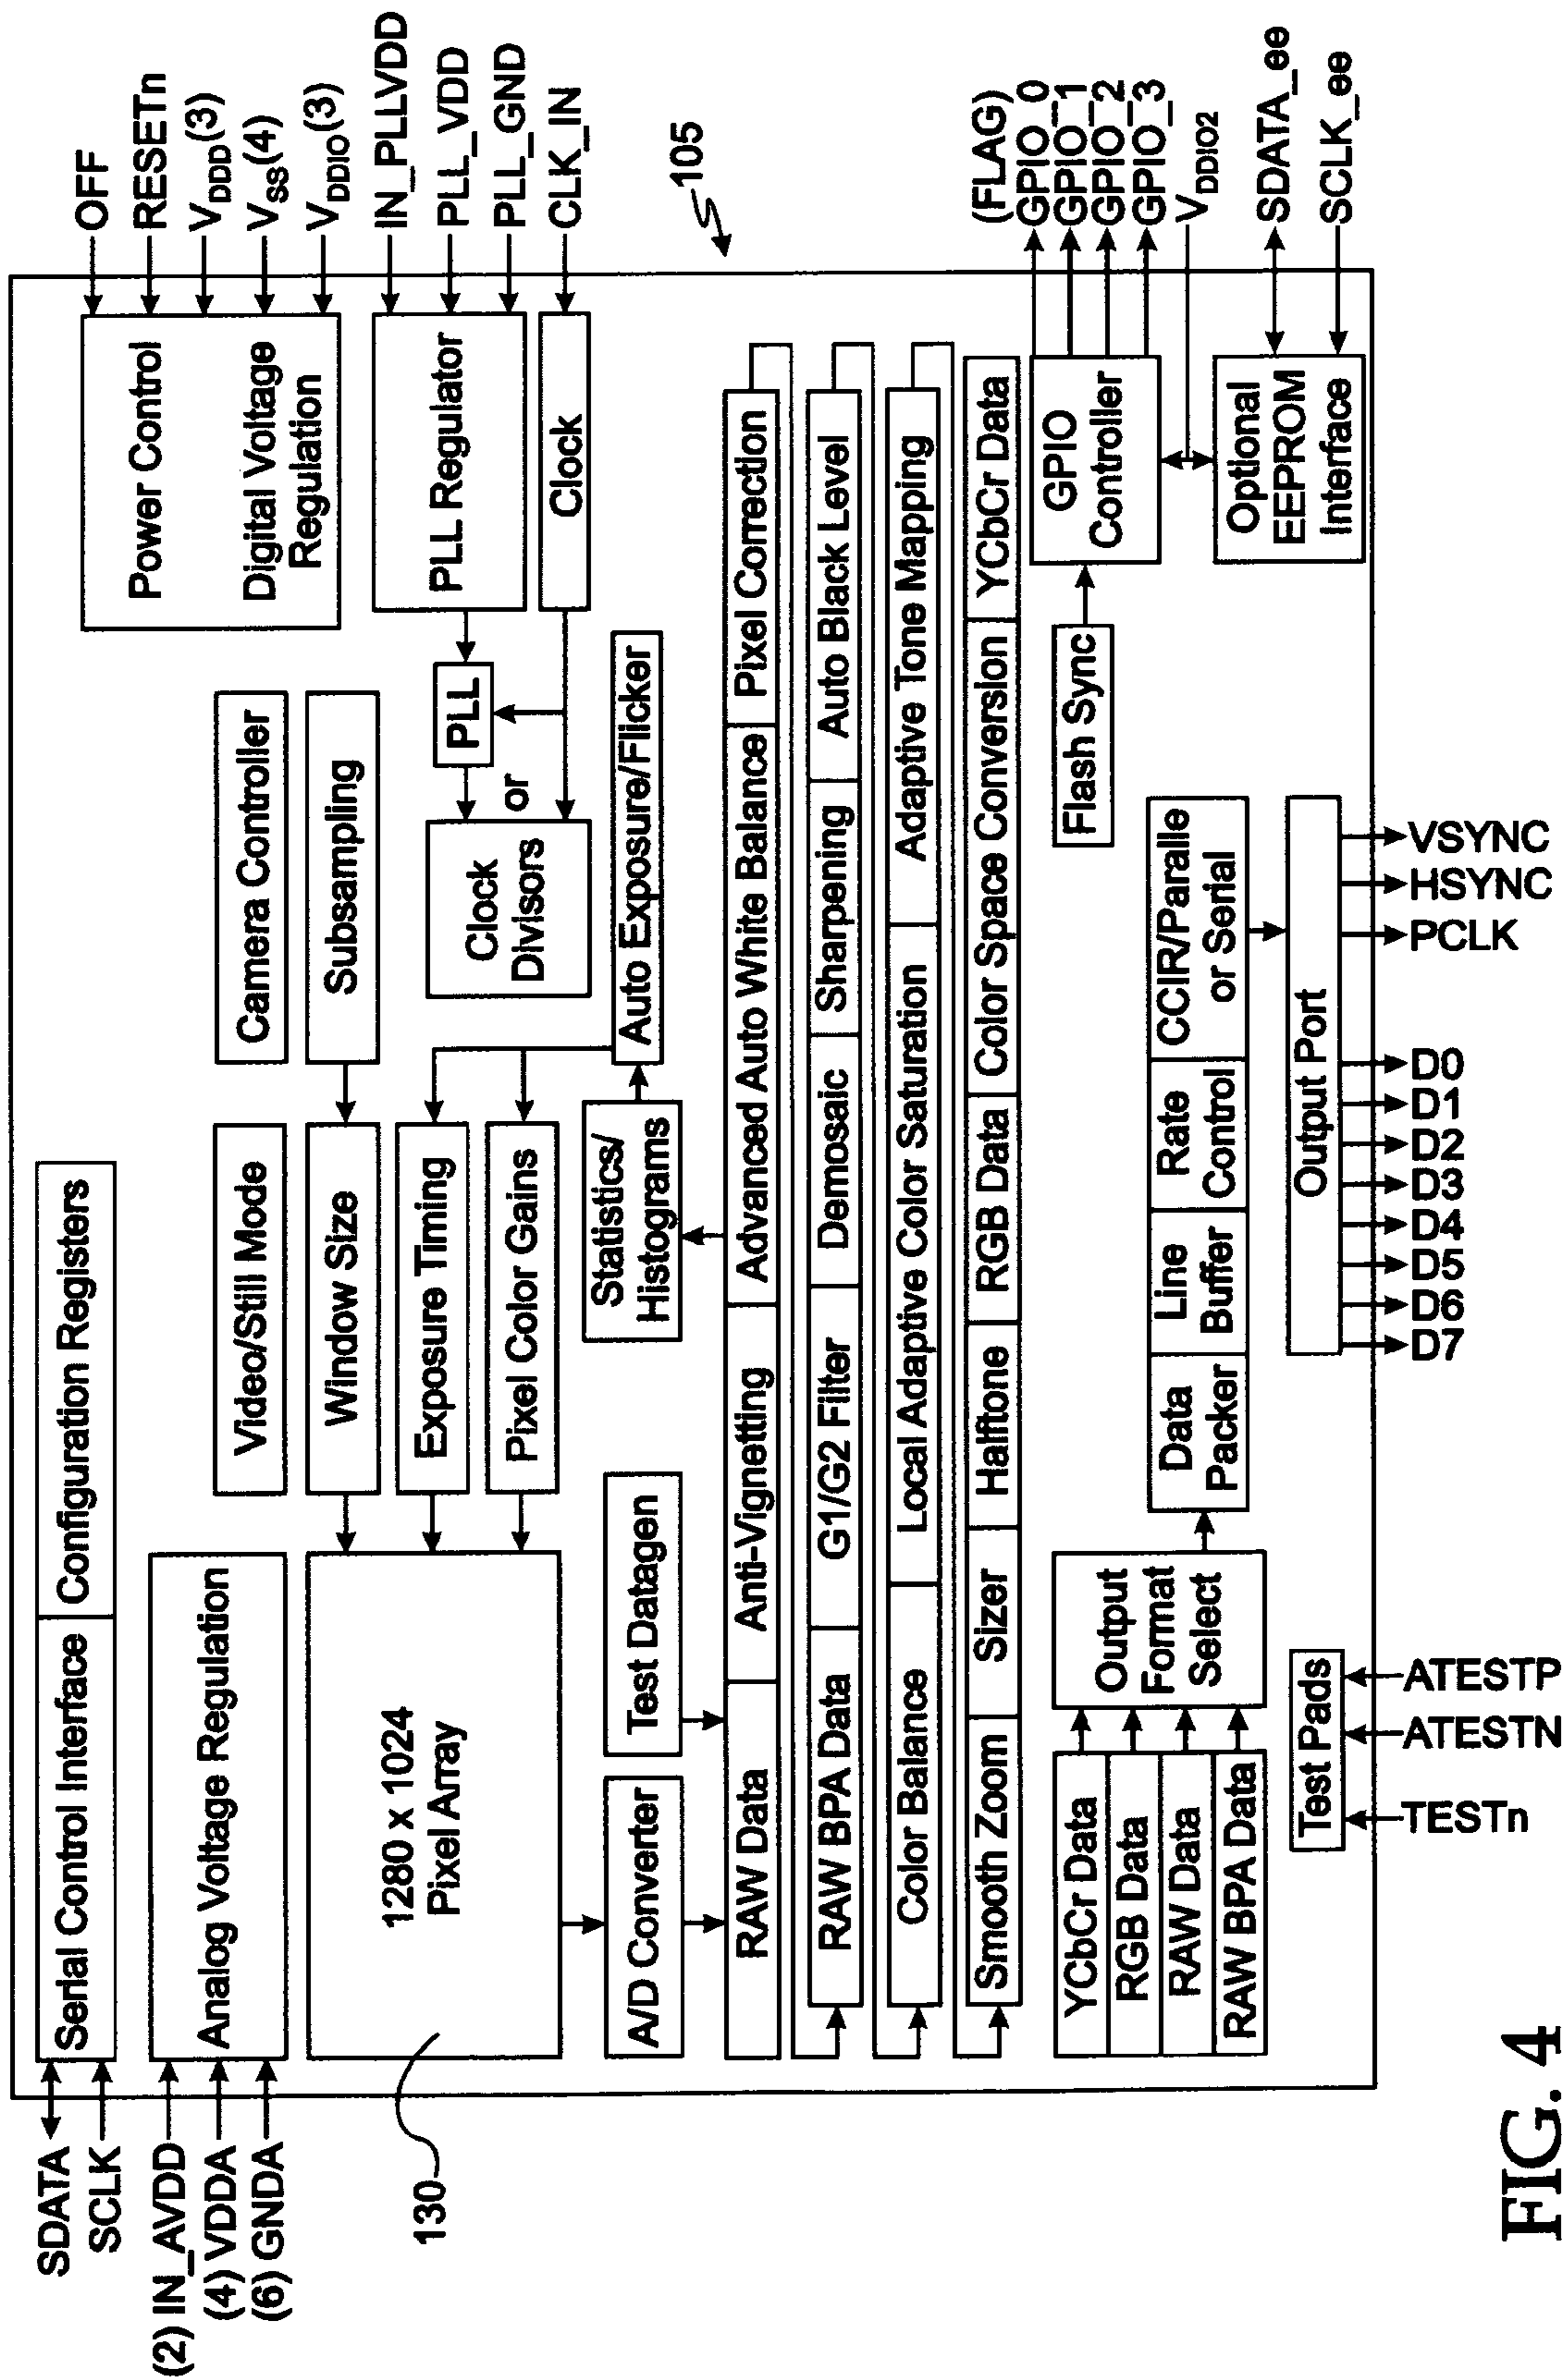 SDATA
SCLK
(2) IN_AVDD
(4) VDDA
(6) GNDA
130
Serial Control Interface
Configuration Registers
Analog Voltage Regulation
1280 x 1024
Pixel Array
Video/Still Mode
Window Size
Exposure Timing
Pixel Color Gains
Camera Controller
Subsampling
Power Control
Digital Voltage
Regulation
OFF
RESETn
VDDD(3)
VSS(4)
VDDIO(3)
PLL Regulator
IN_PLLVDD
PLL_VDD
PLL_GND
CLK_IN
Clock
PLL
or
Clock
Divisors
Auto Exposure/Flicker
Statistics/
Histograms
105
A/D Converter
Test Datagen
RAW Data
Anti-Vignetting
Advanced Auto White Balance
Pixel Correction
RAW BPA Data
G1/G2 Filter
Demosaic
Sharpening
Auto Black Level
Color Balance
Local Adaptive Color Saturation
Adaptive Tone Mapping
Smooth Zoom
Sizer
Halftone
RGB Data
Color Space Conversion
YCbCr Data
YCbCr Data
RGB Data
RAW Data
RAW BPA Data
Output
Format
Select
Data
Packer
Line
Buffer
Rate
Control
CCIR/Paralle
or Serial
Flash Sync
GPIO
Controller
(FLAG)
GPIO_0
GPIO_1
GPIO_2
GPIO_3
VDDIO2
Optional
EEPROM
Interface
SDATA_ee
SCLK_ee
Test Pads
TESTn
ATESTN
ATESTP
Output Port
D7
D6
D5
D4
D3
D2
D1
D0
PCLK
HSYNC
VSYNC
FIG. 4